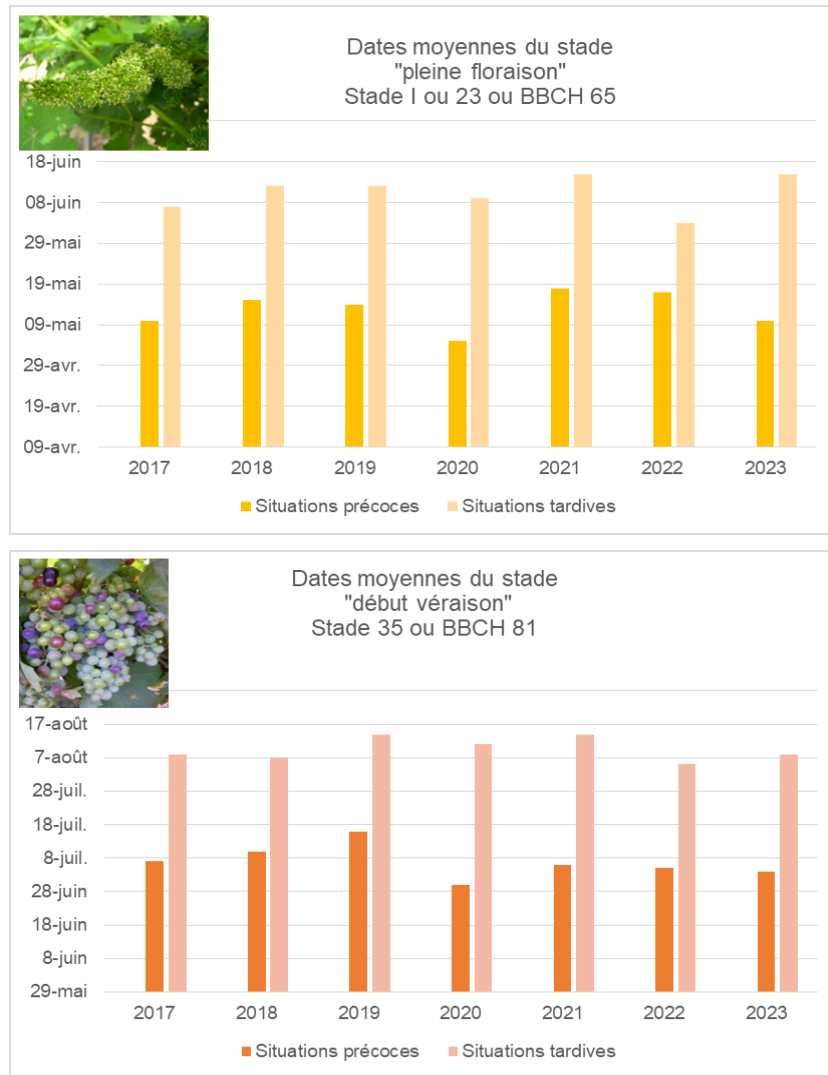 Dates moyennes du stade
"pleine floraison"
Stade I ou 23 ou BBCH 65
18-juin
08-juin
29-mai
19-mai
09-mai
29-avr.
19-avr.
09-avr.
2017 2018 2019 2020 2021 2022 2023
Situations précoces Situations tardives
Dates moyennes du stade
"début véraison"
Stade 35 ou BBCH 81
17-août
7-août
28-juil.
18-juil.
8-juil.
28-juin
18-juin
8-juin
29-mai
2017 2018 2019 2020 2021 2022 2023
Situations précoces Situations tardives